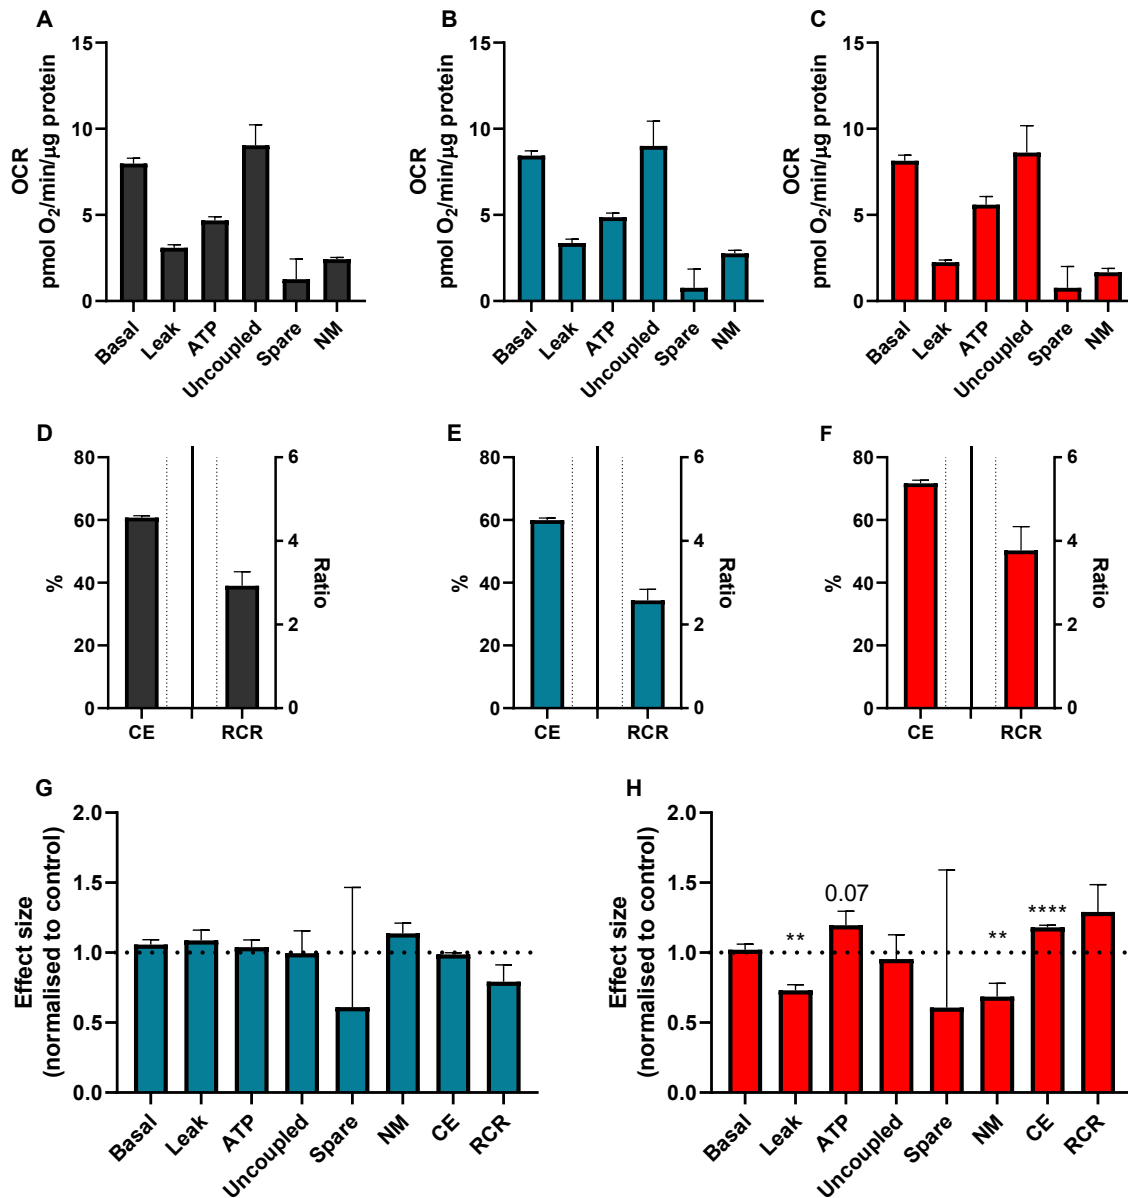 A
OCR
pmol O₂/min/µg protein
15
10
5
0
Basal
Leak
ATP
Uncoupled
Spare
NM
B
OCR
pmol O₂/min/µg protein
15
10
5
0
Basal
Leak
ATP
Uncoupled
Spare
NM
C
OCR
pmol O₂/min/µg protein
15
10
5
0
Basal
Leak
ATP
Uncoupled
Spare
NM
D
%
80
60
40
20
0
CE
RCR
6
4
2
0
Ratio
E
%
80
60
40
20
0
CE
RCR
6
4
2
0
Ratio
F
%
80
60
40
20
0
CE
RCR
6
4
2
0
Ratio
G
Effect size
(normalised to control)
2.0
1.5
1.0
0.5
0.0
Basal
Leak
ATP
Uncoupled
Spare
NM
CE
RCR
H
Effect size
(normalised to control)
2.0
1.5
1.0
0.5
0.0
**
0.07
**
****
Basal
Leak
ATP
Uncoupled
Spare
NM
CE
RCR